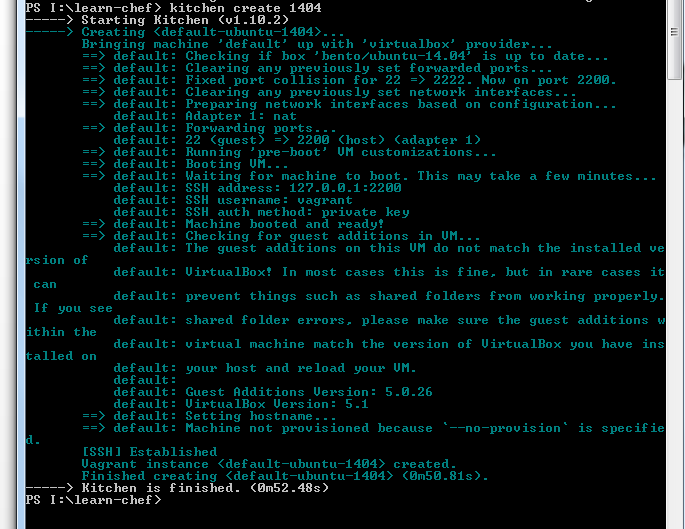 PS I:\learn-chef> kitchen create 1404
-----> Starting Kitchen (v1.10.2)
-----> Creating <default-ubuntu-1404>...
Bringing machine 'default' up with 'virtualbox' provider...
==> default: Checking if box 'bento/ubuntu-14.04' is up to date...
==> default: Clearing any previously set forwarded ports...
==> default: Fixed port collision for 22 => 2222. Now on port 2200.
==> default: Clearing any previously set network interfaces...
==> default: Preparing network interfaces based on configuration...
default: Adapter 1: nat
==> default: Forwarding ports...
default: 22 (guest) => 2200 (host) (adapter 1)
==> default: Running 'pre-boot' VM customizations...
==> default: Booting VM...
==> default: Waiting for machine to boot. This may take a few minutes...
default: SSH address: 127.0.0.1:2200
default: SSH username: vagrant
default: SSH auth method: private key
==> default: Machine booted and ready!
==> default: Checking for guest additions in VM...
default: The guest additions on this VM do not match the installed ve
rsion of
default: VirtualBox! In most cases this is fine, but in rare cases it
can
default: prevent things such as shared folders from working properly.
If you see
default: shared folder errors, please make sure the guest additions w
ithin the
default: virtual machine match the version of VirtualBox you have ins
talled on
default: your host and reload your VM.
default:
default: Guest Additions Version: 5.0.26
default: VirtualBox Version: 5.1
==> default: Setting hostname...
==> default: Machine not provisioned because `--no-provision` is specifie
d.
[SSH] Established
Vagrant instance <default-ubuntu-1404> created.
Finished creating <default-ubuntu-1404> (0m50.81s).
-----> Kitchen is finished. (0m52.48s)
PS I:\learn-chef>